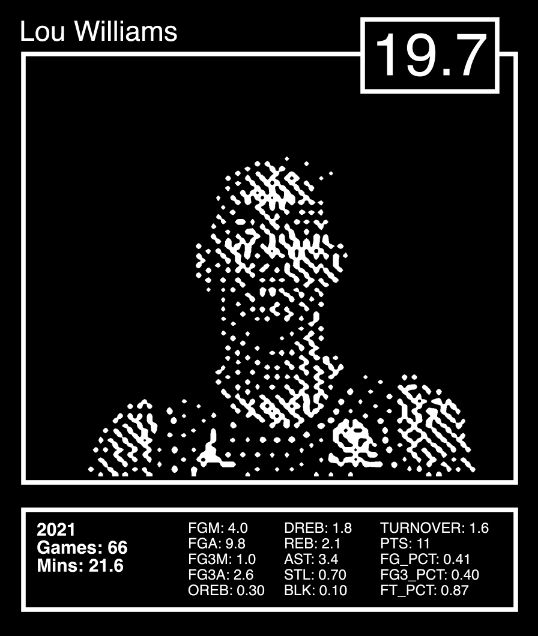 Lou Williams
19.7
2021
Games: 66
Mins: 21.6
FGM: 4.0
FGA: 9.8
FG3M: 1.0
FG3A: 2.6
OREB: 0.30
DREB: 1.8
REB: 2.1
AST: 3.4
STL: 0.70
BLK: 0.10
TURNOVER: 1.6
PTS: 11
FG_PCT: 0.41
FG3_PCT: 0.40
FT_PCT: 0.87